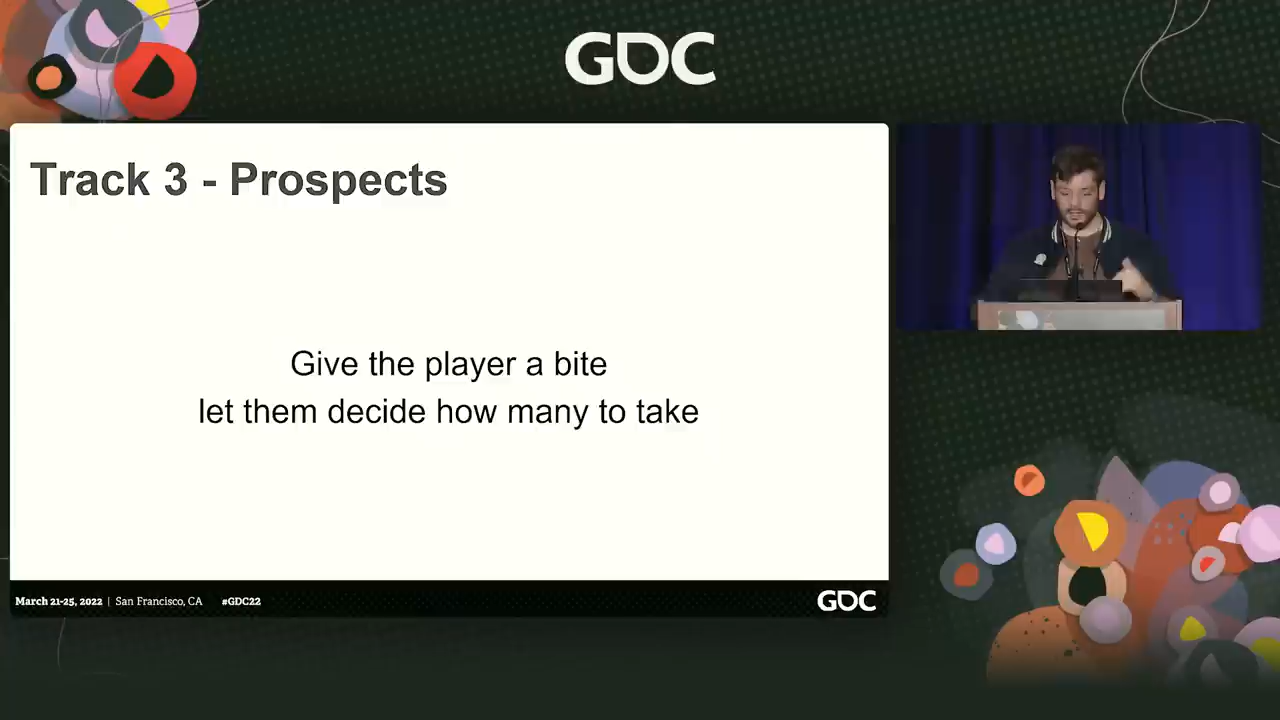 GDC
Track 3 - Prospects
Give the player a bite
let them decide how many to take
March 21-25, 2022 | San Francisco, CA #GDC22
GDC